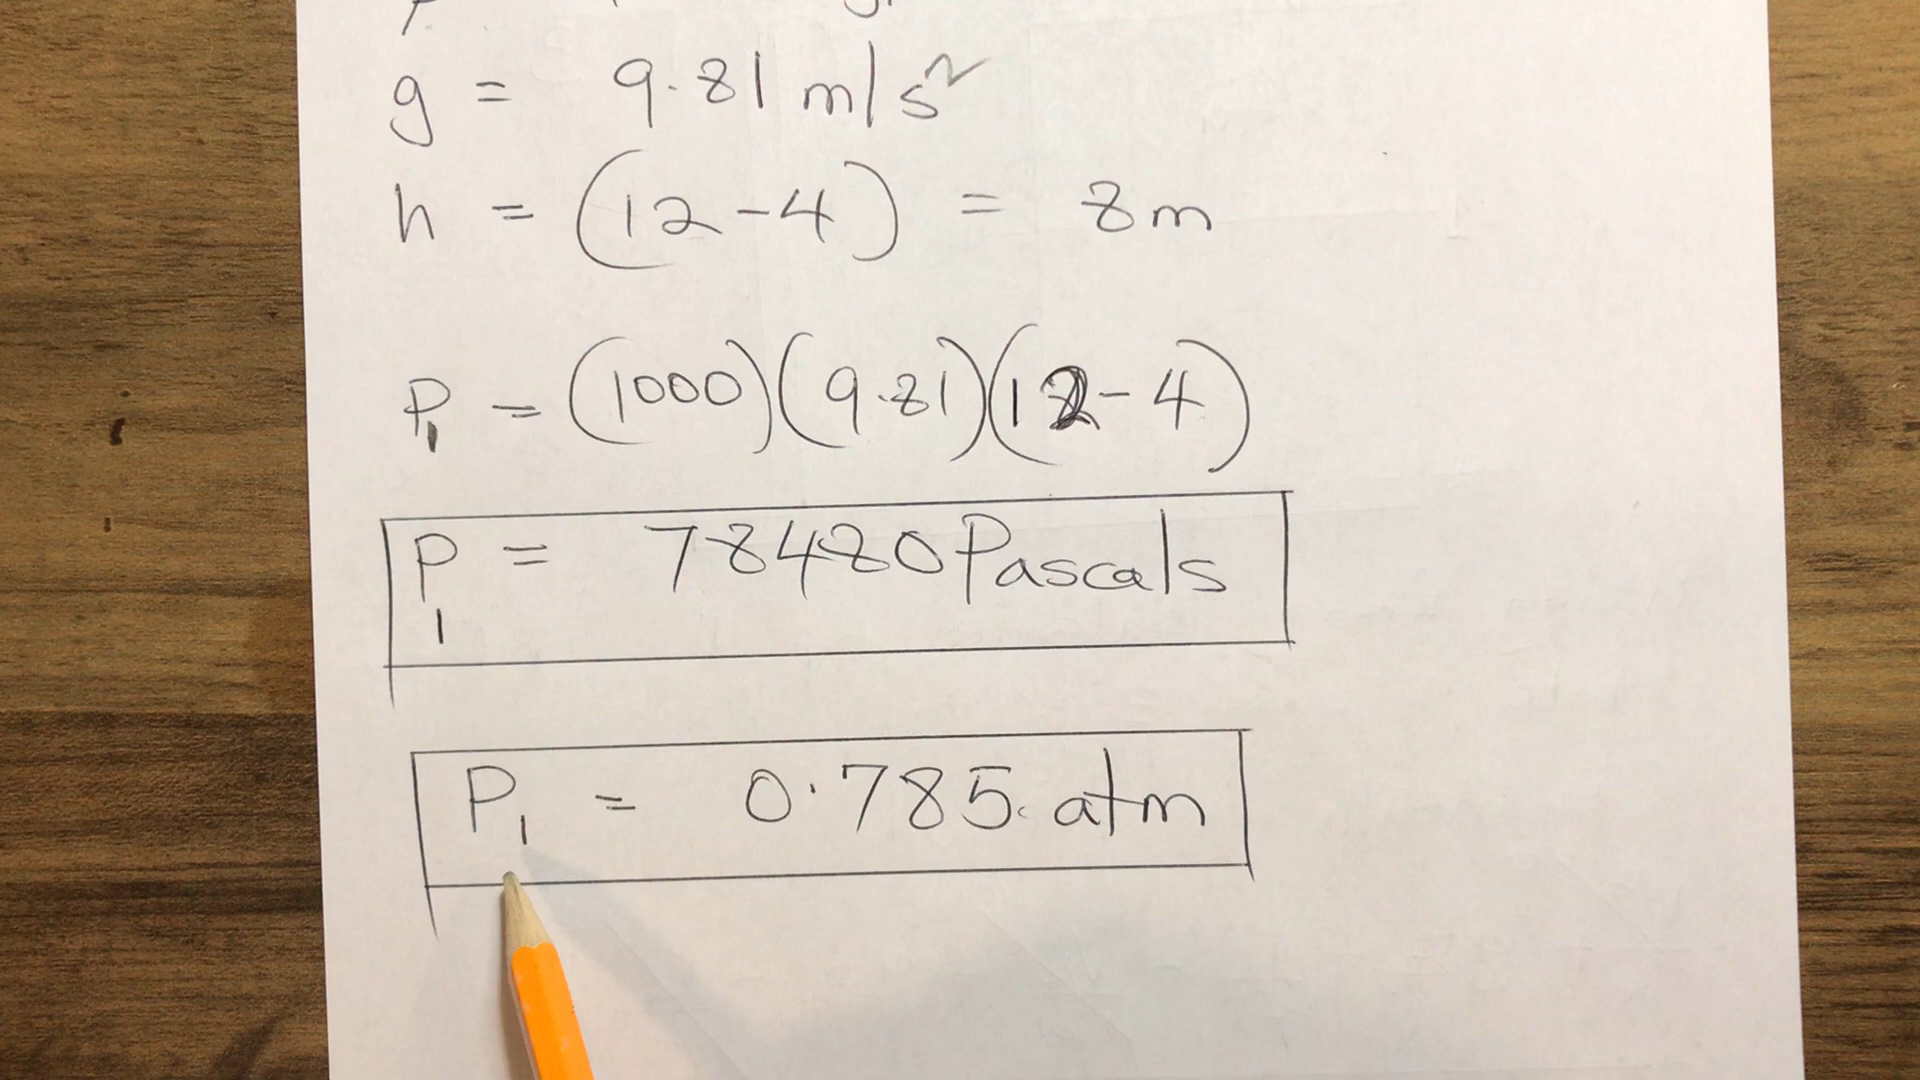 g = 9.81 m/s²
h = (12-4) = 8m
P₁ = (1000)(9.81)(12-4)
P₁ = 78480 Pascals
P₁ = 0.785 atm